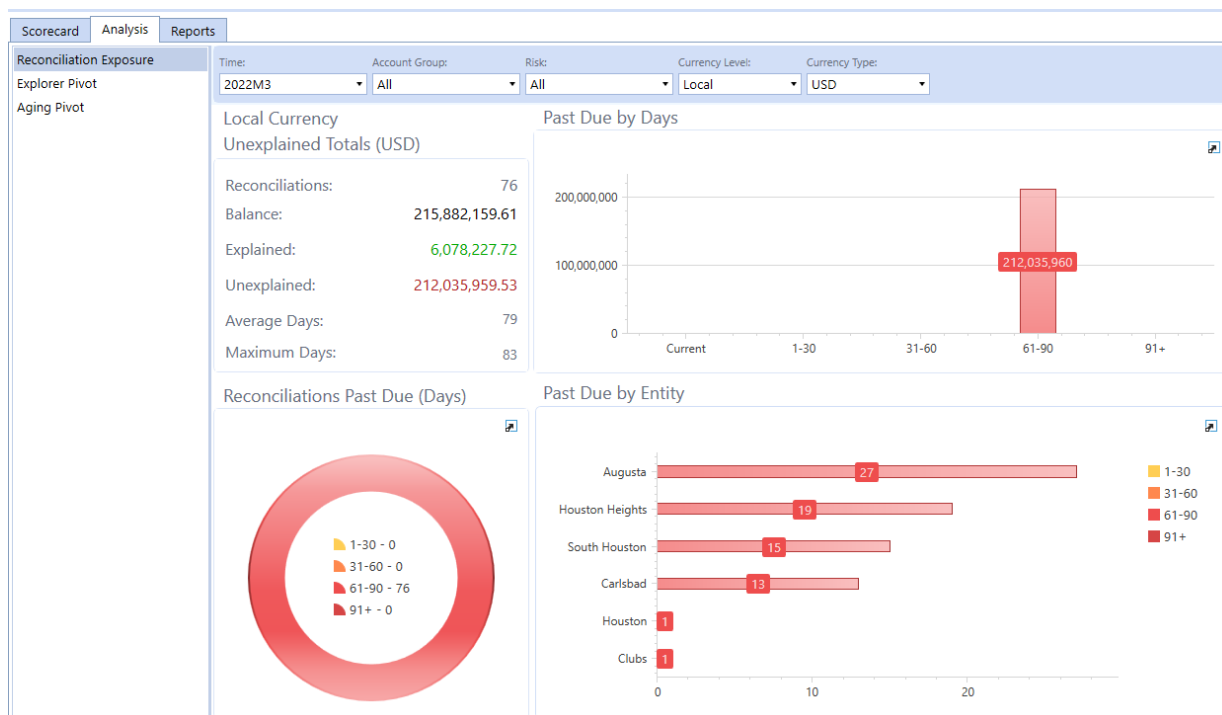 Scorecard Analysis Reports
Reconciliation Exposure
Explorer Pivot
Aging Pivot
Time: Account Group: Risk: Currency Level: Currency Type:
2022M3 All All Local USD
Local Currency
Unexplained Totals (USD)
Reconciliations: 76
Balance: 215,882,159.61
Explained: 6,078,227.72
Unexplained: 212,035,959.53
Average Days: 79
Maximum Days: 83
Past Due by Days
200,000,000
100,000,000
0
212,035,960
Current 1-30 31-60 61-90 91+
Reconciliations Past Due (Days)
1-30 - 0
31-60 - 0
61-90 - 76
91+ - 0
Past Due by Entity
Augusta 27
Houston Heights 19
South Houston 15
Carlsbad 13
Houston 1
Clubs 1
0 10 20
1-30
31-60
61-90
91+